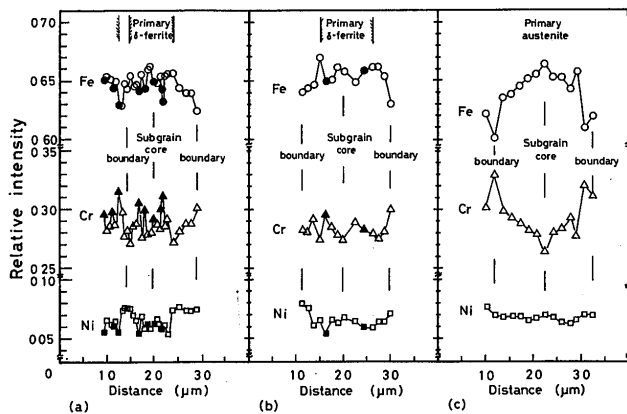 0.70
Primary
δ-ferrite
Primary
δ-ferrite
Primary
austenite
Fe
Fe
Fe
0.65
0.60
Subgrain
core
boundary
boundary
Subgrain
core
boundary
boundary
Subgrain
core
boundary
boundary
Relative intensity
0.35
Cr
Cr
Cr
0.30
0.25
0.10
Ni
Ni
Ni
0.05
0
10 20 30
10 20 30
0 10 20 30
Distance (μm)
Distance (μm)
Distance (μm)
(a)
(b)
(c)